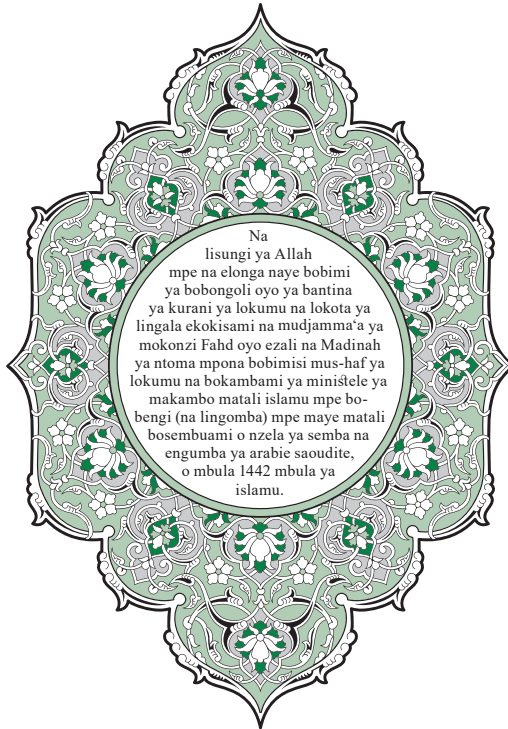 Na
lisungi ya Allah
mpe na elonga naye bobimi
ya bobongoli oyo ya bantina
ya kurani ya lokumu na lokota ya
lingala ekokisami na mudjamma‘a ya
mokonzi Fahd oyo ezali na Madinah
ya ntoma mpona bobimisi mus-haf ya
lokumu na bokambami ya ministele ya
makambo matali islamu mpe bo-
bengi (na lingomba) mpe maye matali
bosembuami o nzela ya semba na
engumba ya arabie saoudite,
o mbula 1442 mbula ya
islamu.